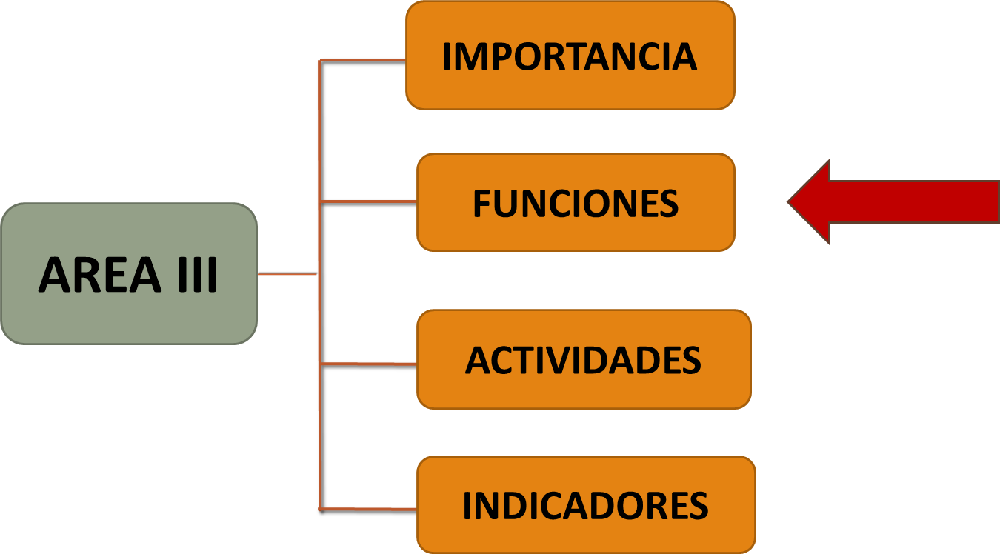 IMPORTANCIA
FUNCIONES
AREA III
ACTIVIDADES
INDICADORES